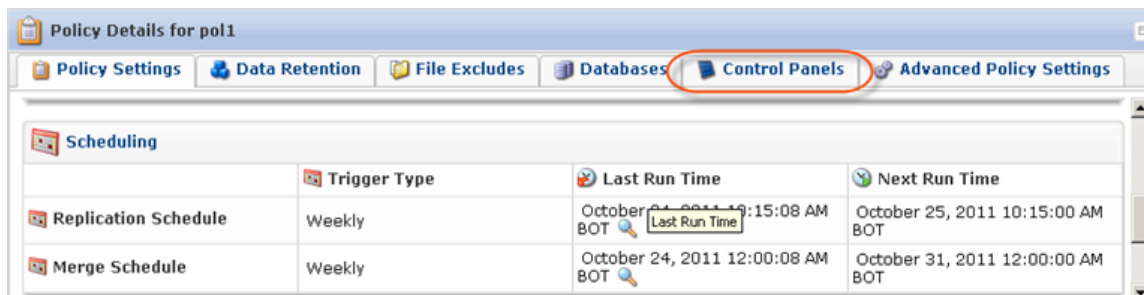 Policy Details for pol1
Policy Settings Data Retention File Excludes Databases Control Panels Advanced Policy Settings
Scheduling
Trigger Type Last Run Time Next Run Time
Replication Schedule Weekly October 10:15:08 AM BOT October 25, 2011 10:15:00 AM BOT
Last Run Time
Merge Schedule Weekly October 24, 2011 12:00:08 AM BOT October 31, 2011 12:00:00 AM BOT